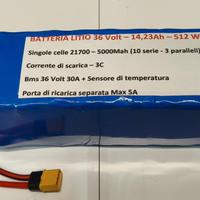 BATTERIA LITIO 36 Volt – 14,23Ah – 512 W
Singole celle 21700 - 5000Mah (10 serie - 3 paralleli)
Corrente di scarica – 3C
Bms 36 Volt 30A + Sensore di temperatura
Porta di ricarica separata Max 5A